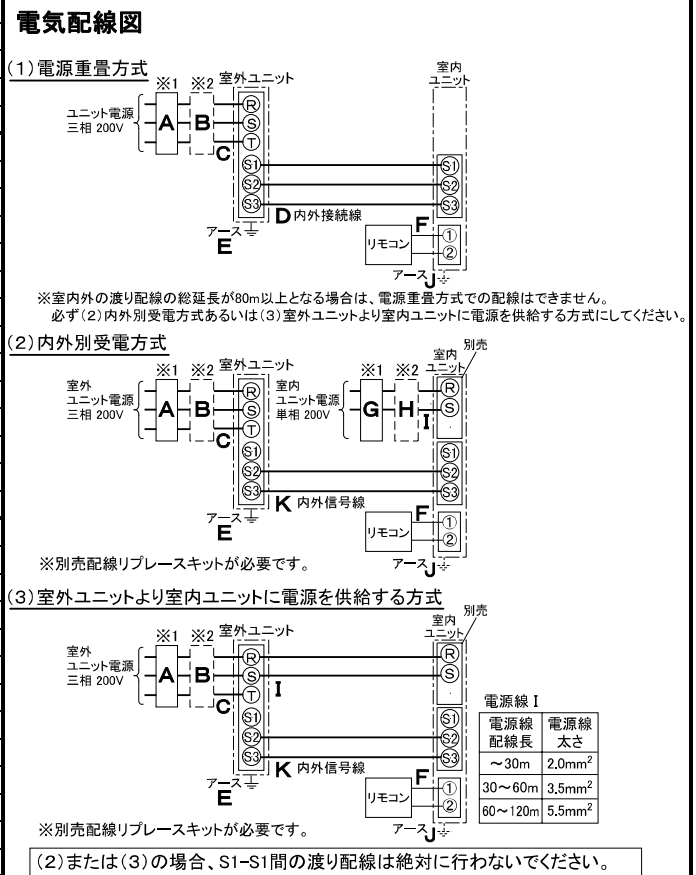 電気配線図
(1)電源重畳方式
※1 ※2 室外ユニット
室内
ユニット
ユニット電源
三相 200V
A B
C
R
S
T
S1
S2
S3
S1
S2
S3
D 内外接続線
アース
E
リモコン
F
①
②
アース J
※室内外の渡り配線の総延長が80m以上となる場合は、電源重畳方式での配線はできません。
必ず(2)内外別受電方式あるいは(3)室外ユニットより室内ユニットに電源を供給する方式にしてください。
(2)内外別受電方式
※1 ※2 室外ユニット
※1 ※2
室内
ユニット
別売
室外
ユニット電源
三相 200V
A B
C
R
S
T
S1
S2
S3
室内
ユニット電源
単相 200V
G H
I
R
S
S1
S2
S3
K 内外信号線
アース
E
リモコン
F
①
②
アース J
※別売配線リプレースキットが必要です。
(3)室外ユニットより室内ユニットに電源を供給する方式
※1 ※2 室外ユニット
室内
ユニット
別売
室外
ユニット電源
三相 200V
A B
C
R
S
T
S1
S2
S3
I
R
S
S1
S2
S3
K 内外信号線
アース
E
リモコン
F
①
②
アース J
電源線 I
電源線
配線長
電源線
太さ
～30m 2.0mm²
30～60m 3.5mm²
60～120m 5.5mm²
※別売配線リプレースキットが必要です。
(2)または(3)の場合、S1-S1間の渡り配線は絶対に行わないでください。